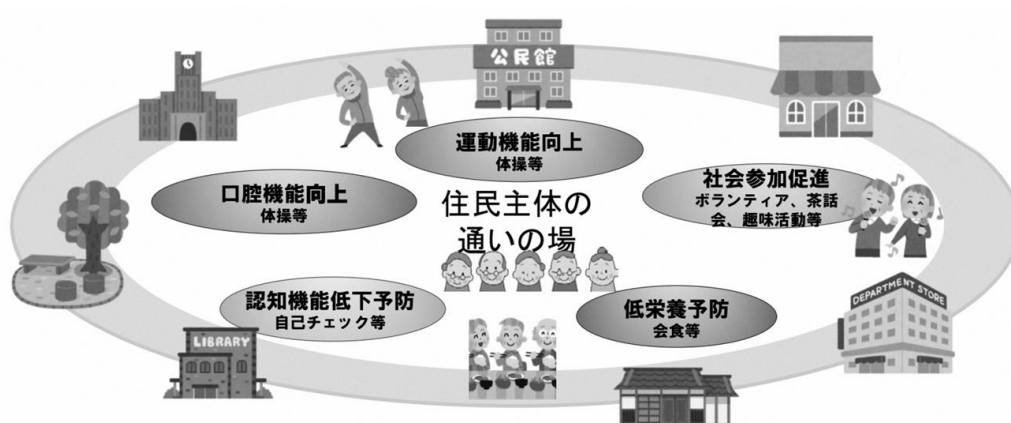 公民館
運動機能向上
体操等
口腔機能向上
体操等
社会参加促進
ボランティア、茶話
会、趣味活動等
住民主体の
通いの場
認知機能低下予防
自己チェック等
低栄養予防
会食等
DEPARTMENT STORE
LIBRARY